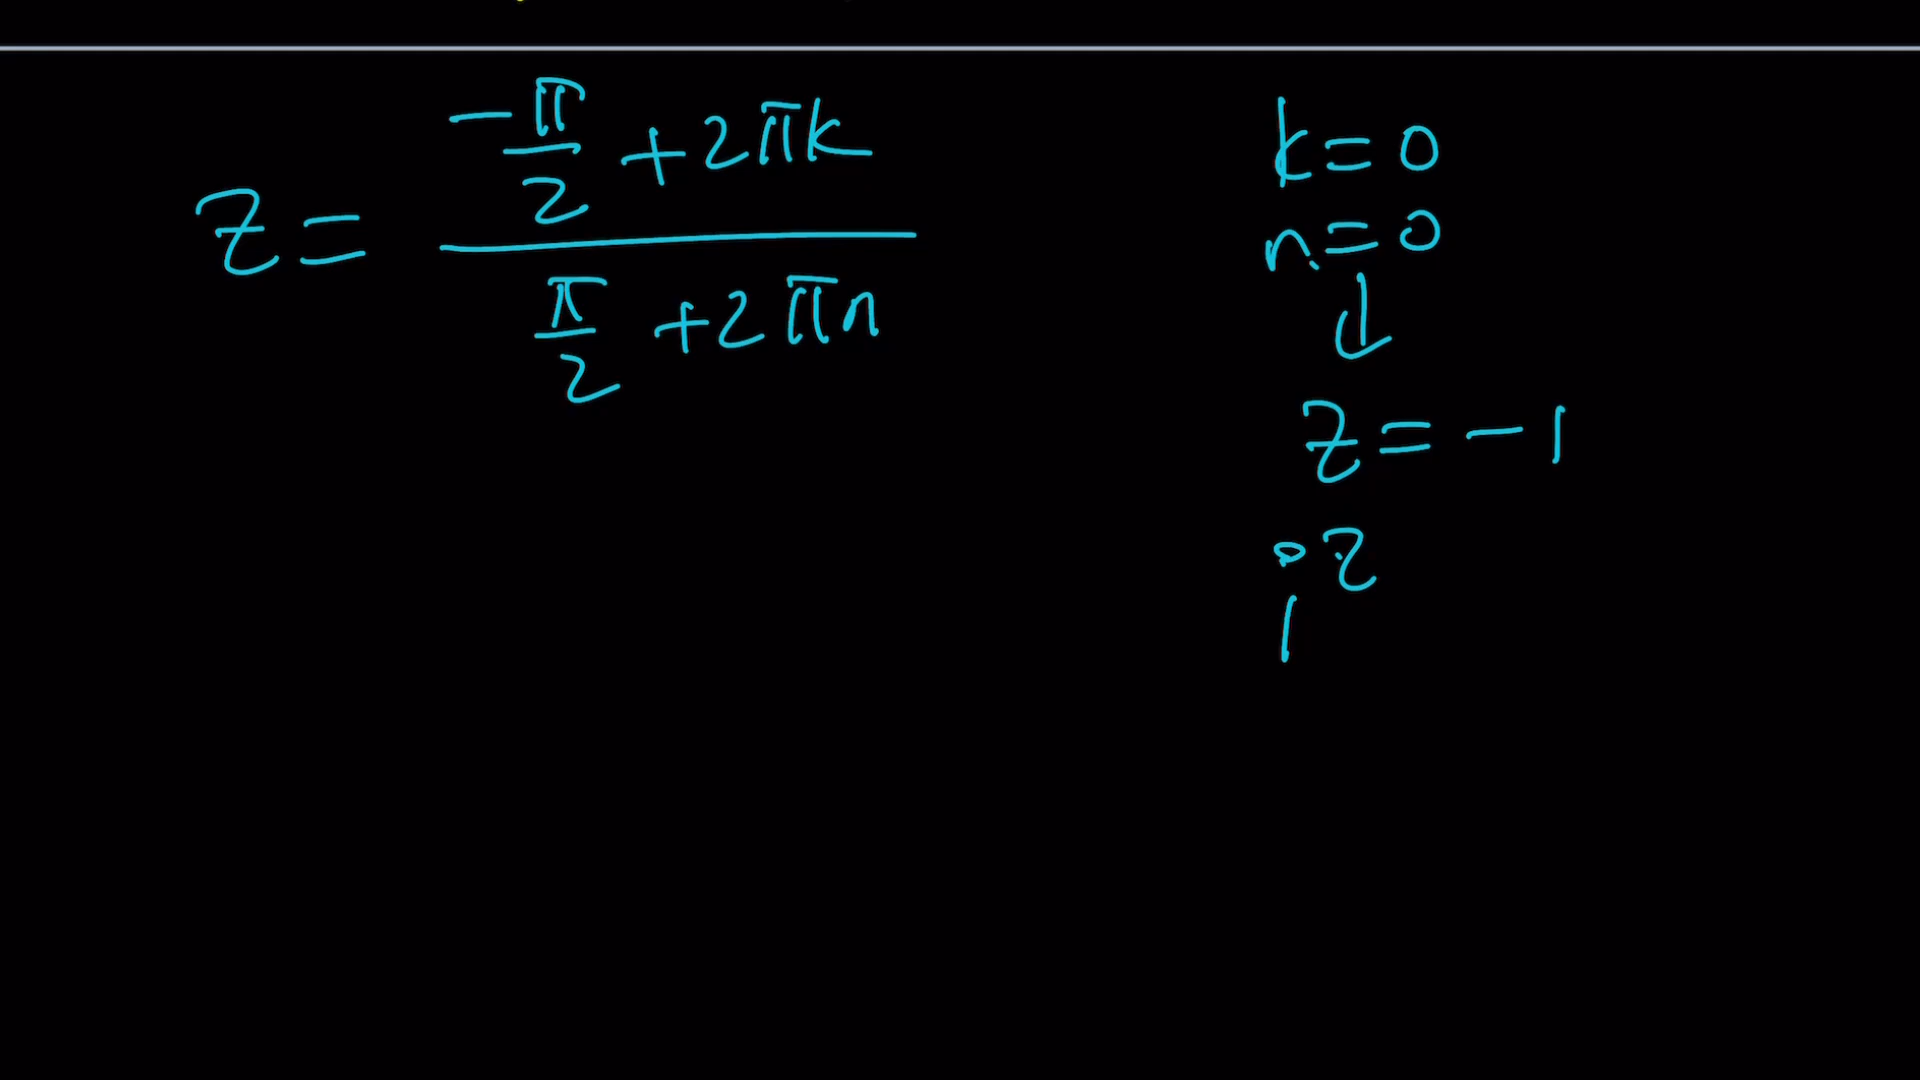 z = (-π/2 + 2πk) / (π/2 + 2πn)
k = 0
n = 0
↓
z = -1
i^z